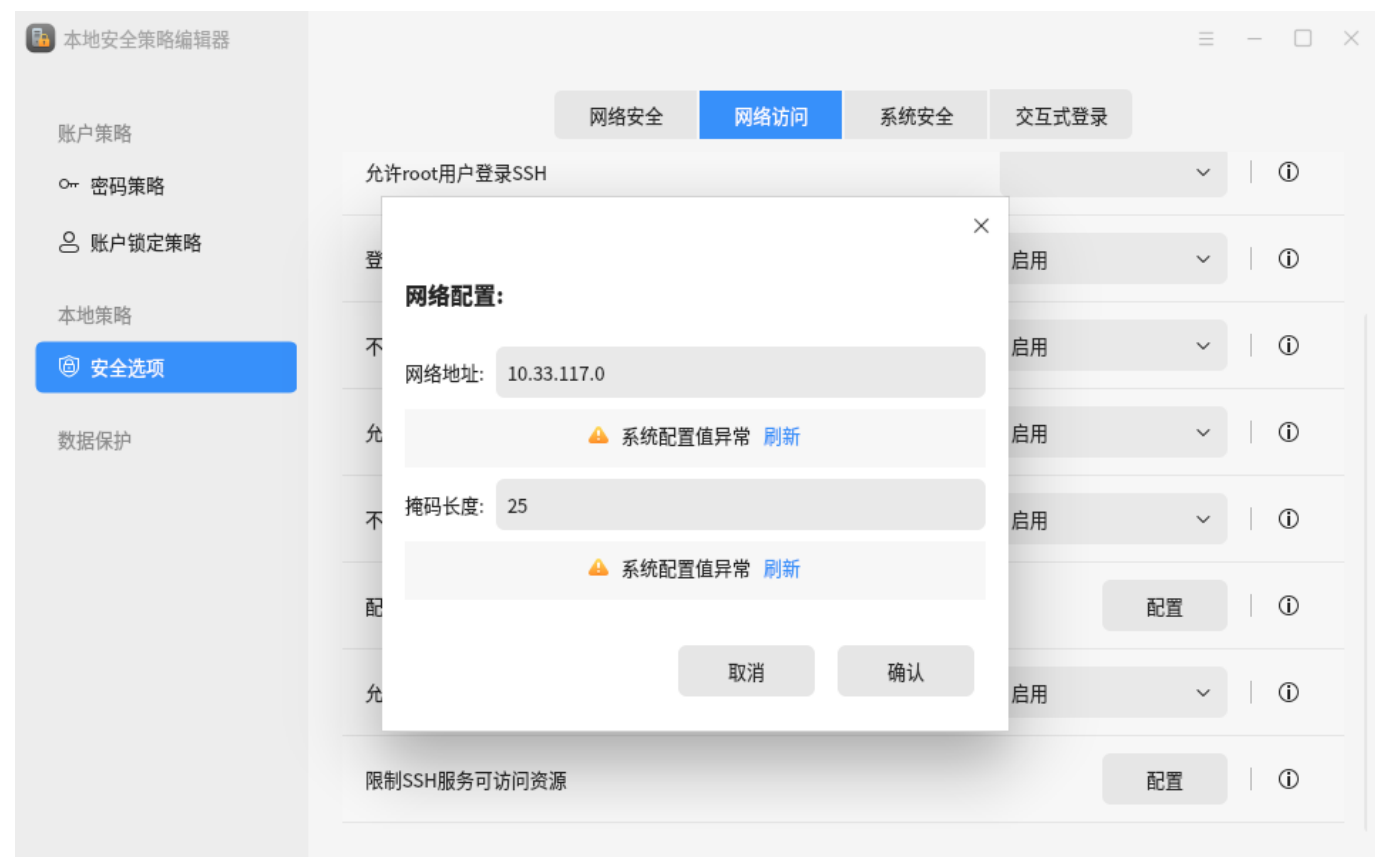 本地安全策略编辑器
账户策略
密码策略
账户锁定策略
本地策略
安全选项
数据保护
网络安全 网络访问 系统安全 交互式登录
允许root用户登录SSH
登 启用
不 启用
允 启用
不 启用
配 配置
允 启用
限制SSH服务可访问资源 配置
网络配置:
网络地址: 10.33.117.0
系统配置值异常 刷新
掩码长度: 25
系统配置值异常 刷新
取消 确认